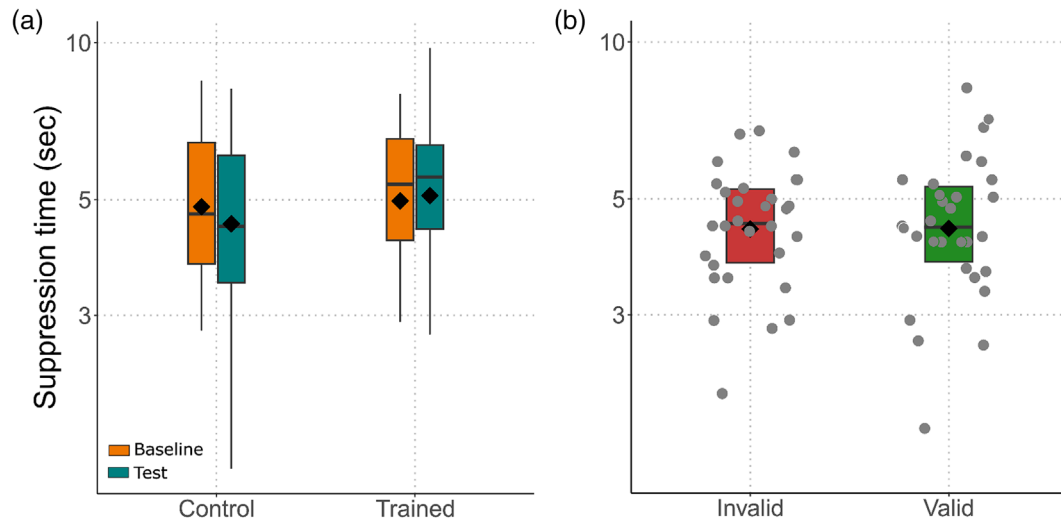 (a)
Suppression time (sec)
10
5
3
Baseline
Test
Control
Trained
(b)
10
5
3
Invalid
Valid